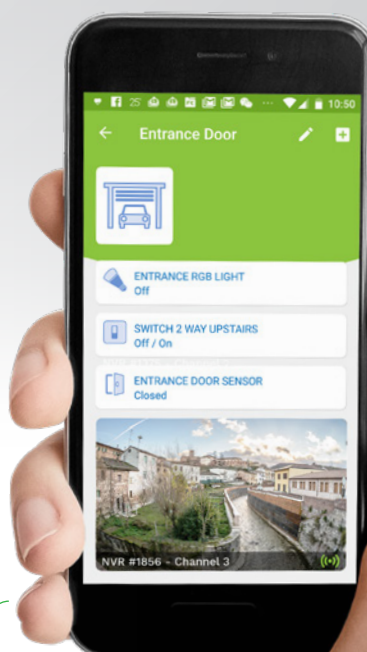 25° 10:50
Entrance Door
ENTRANCE RGB LIGHT
Off
SWITCH 2 WAY UPSTAIRS
Off / On
ENTRANCE DOOR SENSOR
Closed
NVR #1856 - Channel 3